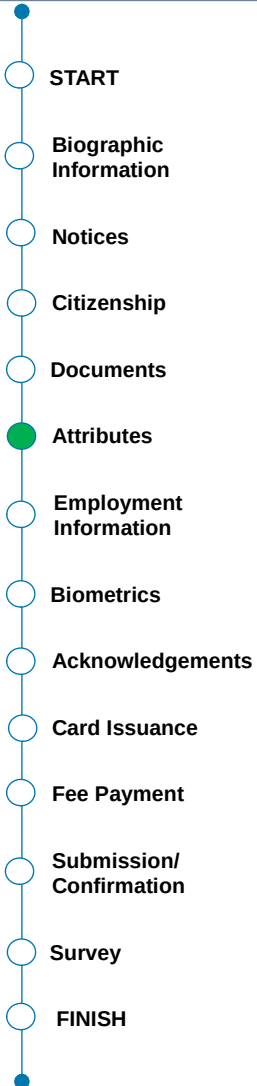 START
Biographic
Information
Notices
Citizenship
Documents
Attributes
Employment
Information
Biometrics
Acknowledgements
Card Issuance
Fee Payment
Submission/
Confirmation
Survey
FINISH